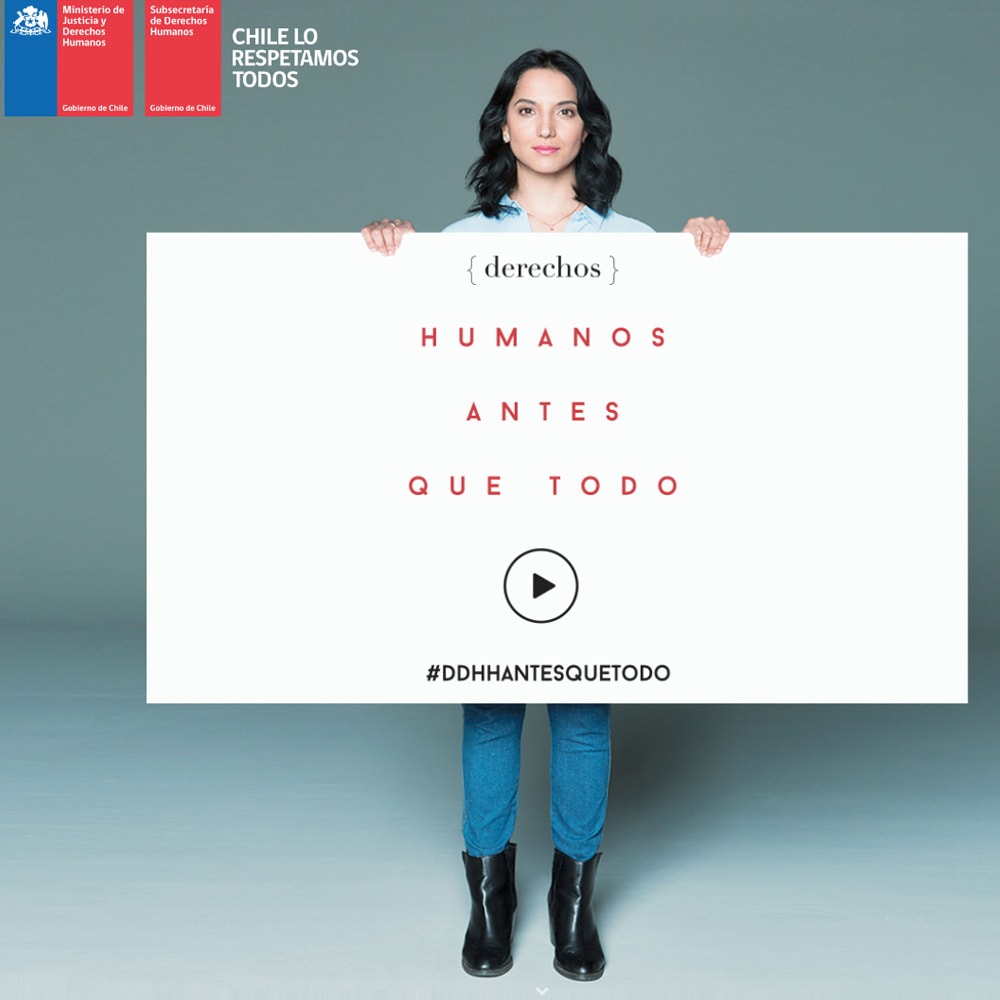 Ministerio de
Justicia y
Derechos
Humanos
Gobierno de Chile
Subsecretaría
de Derechos
Humanos
Gobierno de Chile
CHILE LO
RESPETAMOS
TODOS
{ derechos }
HUMANOS
ANTES
QUE TODO
#DDHHANTESQUETODO